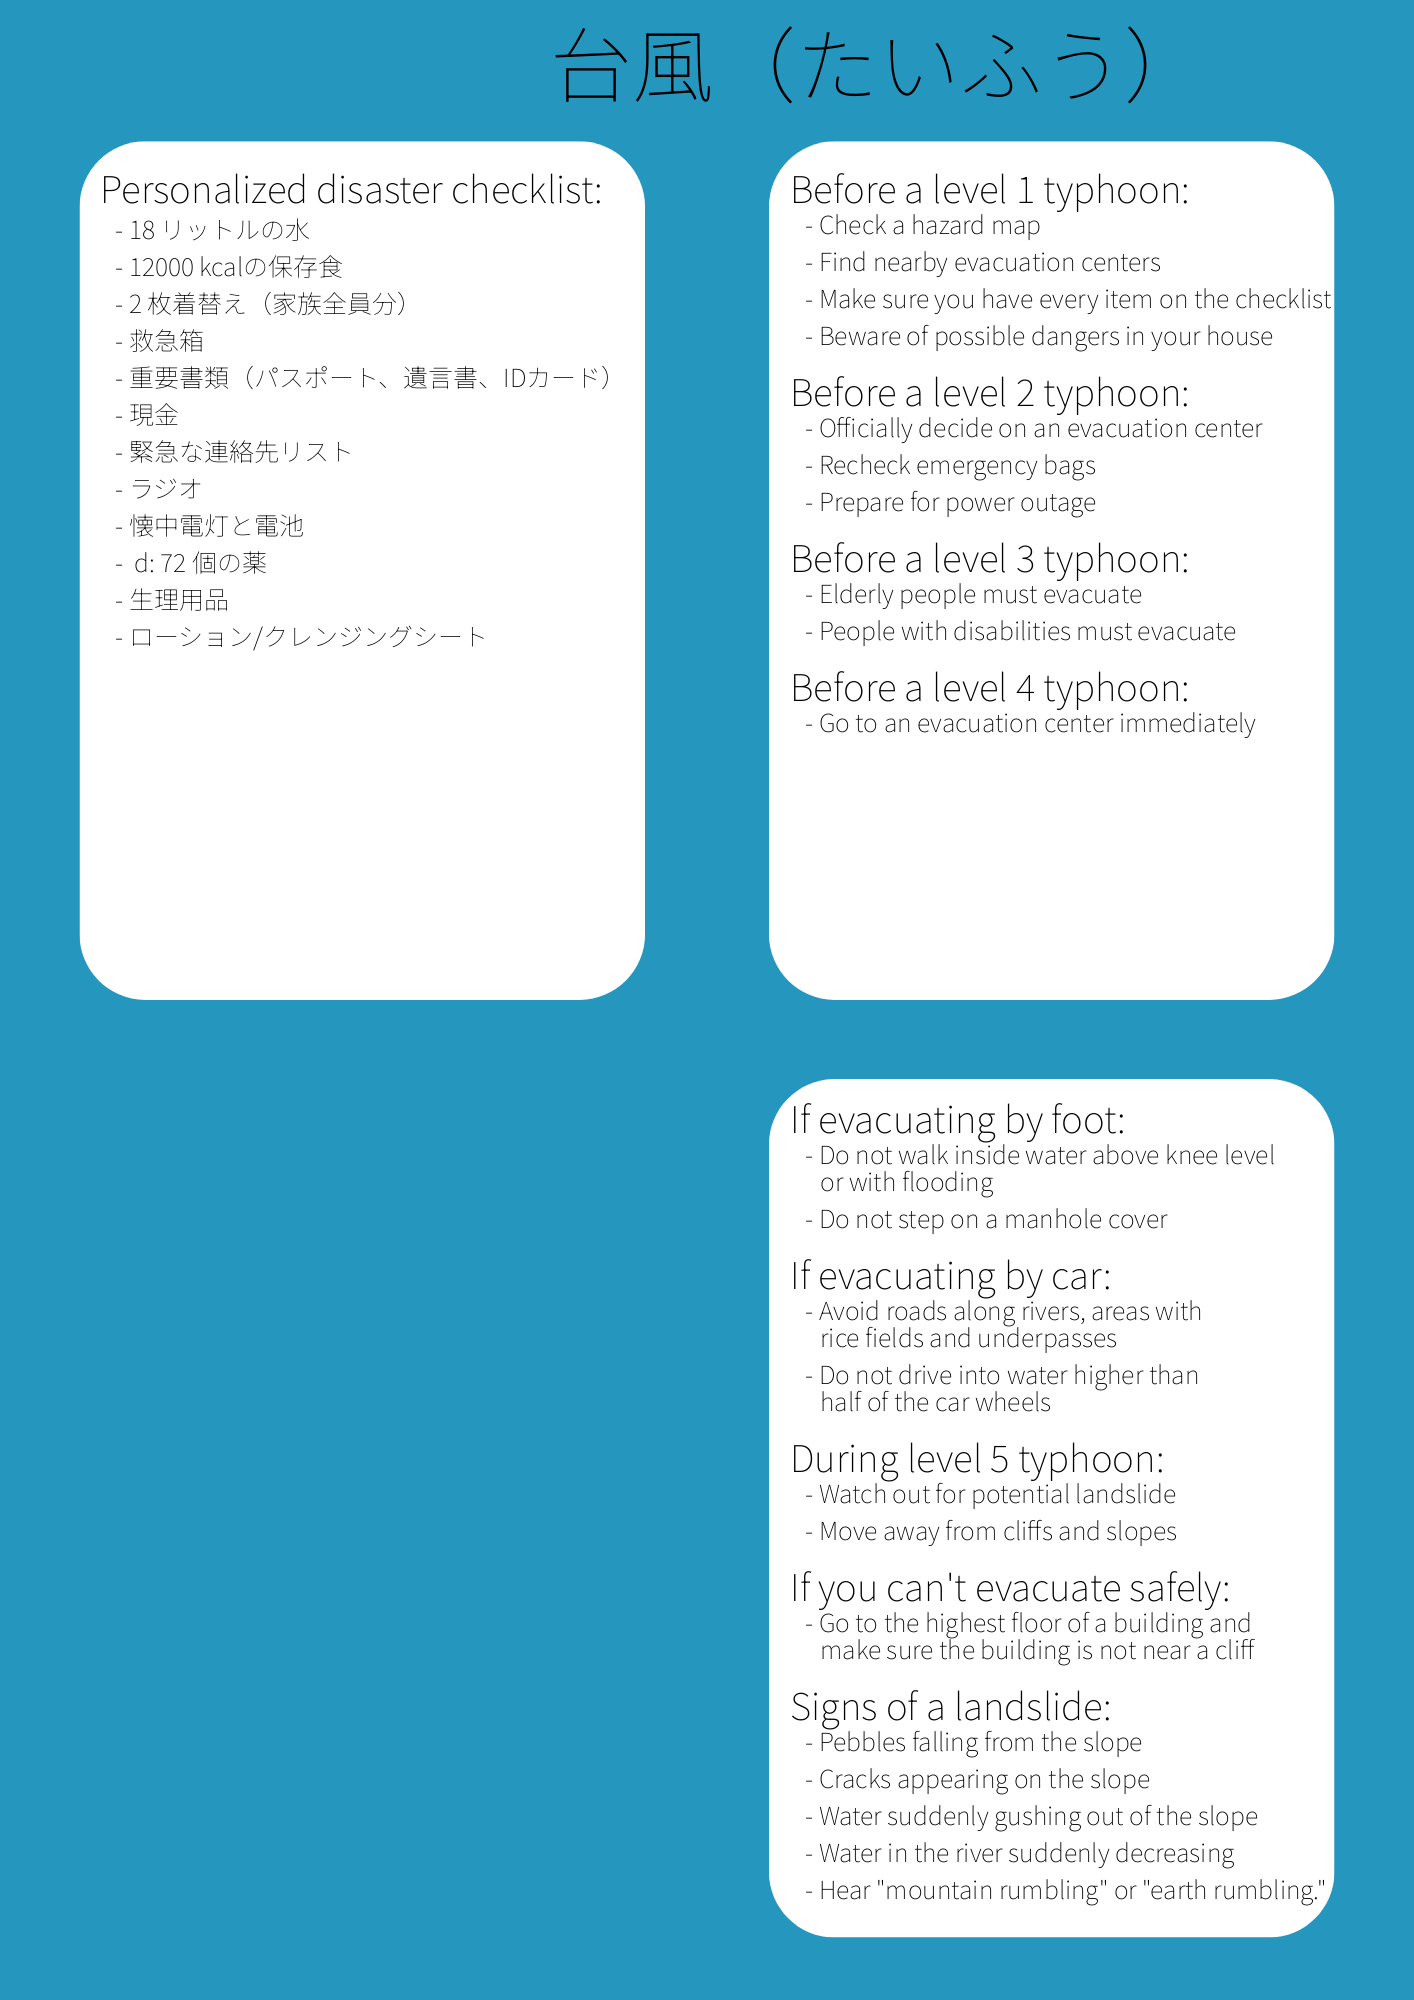 台風（たいふう）
Personalized disaster checklist:
- 18 リットルの水
- 12000 kcalの保存食
- 2 枚着替え（家族全員分）
- 救急箱
- 重要書類（パスポート、遺言書、IDカード）
- 現金
- 緊急な連絡先リスト
- ラジオ
- 懐中電灯と電池
- d: 72 個の薬
- 生理用品
- ローション/クレンジングシート
Before a level 1 typhoon:
- Check a hazard map
- Find nearby evacuation centers
- Make sure you have every item on the checklist
- Beware of possible dangers in your house
Before a level 2 typhoon:
- Officially decide on an evacuation center
- Recheck emergency bags
- Prepare for power outage
Before a level 3 typhoon:
- Elderly people must evacuate
- People with disabilities must evacuate
Before a level 4 typhoon:
- Go to an evacuation center immediately
If evacuating by foot:
- Do not walk inside water above knee level
or with flooding
- Do not step on a manhole cover
If evacuating by car:
- Avoid roads along rivers, areas with
rice fields and underpasses
- Do not drive into water higher than
half of the car wheels
During level 5 typhoon:
- Watch out for potential landslide
- Move away from cliffs and slopes
If you can't evacuate safely:
- Go to the highest floor of a building and
make sure the building is not near a cliff
Signs of a landslide:
- Pebbles falling from the slope
- Cracks appearing on the slope
- Water suddenly gushing out of the slope
- Water in the river suddenly decreasing
- Hear "mountain rumbling" or "earth rumbling."